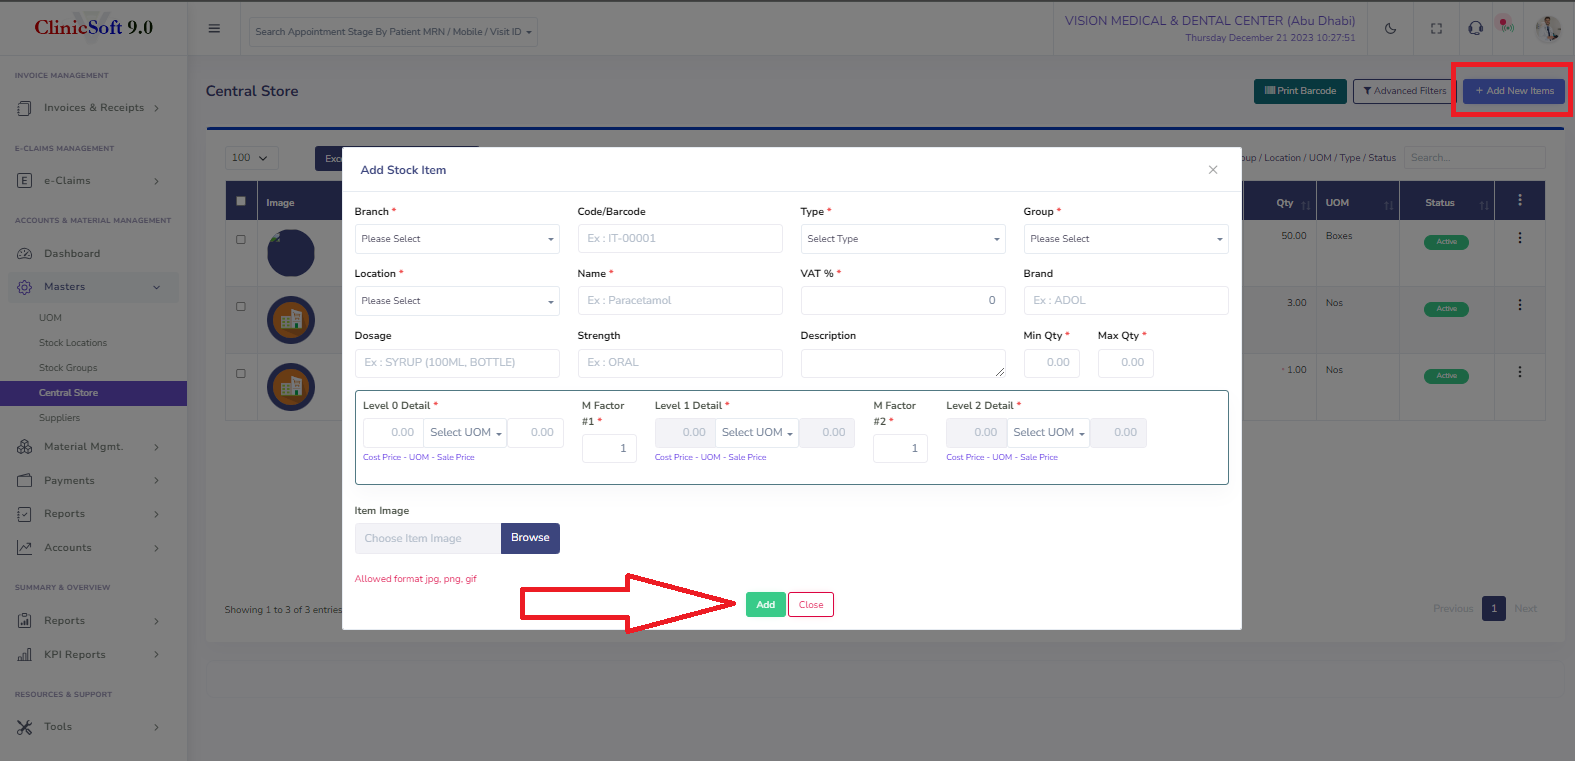 ClinicSoft 9.0
Search Appointment Stage By Patient MRN / Mobile / Visit ID
VISION MEDICAL & DENTAL CENTER (Abu Dhabi)
Thursday December 21 2023 10:27:51
INVOICE MANAGEMENT
Invoices & Receipts
E-CLAIMS MANAGEMENT
e-Claims
ACCOUNTS & MATERIAL MANAGEMENT
Dashboard
Masters
UOM
Stock Locations
Stock Groups
Central Store
Suppliers
Material Mgmt.
Payments
Reports
Accounts
SUMMARY & OVERVIEW
Reports
KPI Reports
RESOURCES & SUPPORT
Tools
Central Store
Print Barcode
Advanced Filters
+ Add New Items
100
Exc
oup / Location / UOM / Type / Status
Search...
Image
Qty
UOM
Status
50.00 Boxes Active
3.00 Nos Active
1.00 Nos Active
Showing 1 to 3 of 3 entries
Previous 1 Next
Add Stock Item
Branch * Code/Barcode Type * Group *
Please Select Ex : IT-00001 Select Type Please Select
Location * Name * VAT % * Brand
Please Select Ex : Paracetamol 0 Ex : ADOL
Dosage Strength Description Min Qty * Max Qty *
Ex : SYRUP (100ML, BOTTLE) Ex : ORAL 0.00 0.00
Level 0 Detail * M Factor #1 * Level 1 Detail * M Factor #2 * Level 2 Detail *
0.00 Select UOM 0.00 1 0.00 Select UOM 0.00 1 0.00 Select UOM 0.00
Cost Price - UOM - Sale Price Cost Price - UOM - Sale Price Cost Price - UOM - Sale Price
Item Image
Choose Item Image Browse
Allowed format jpg, png, gif
Add Close